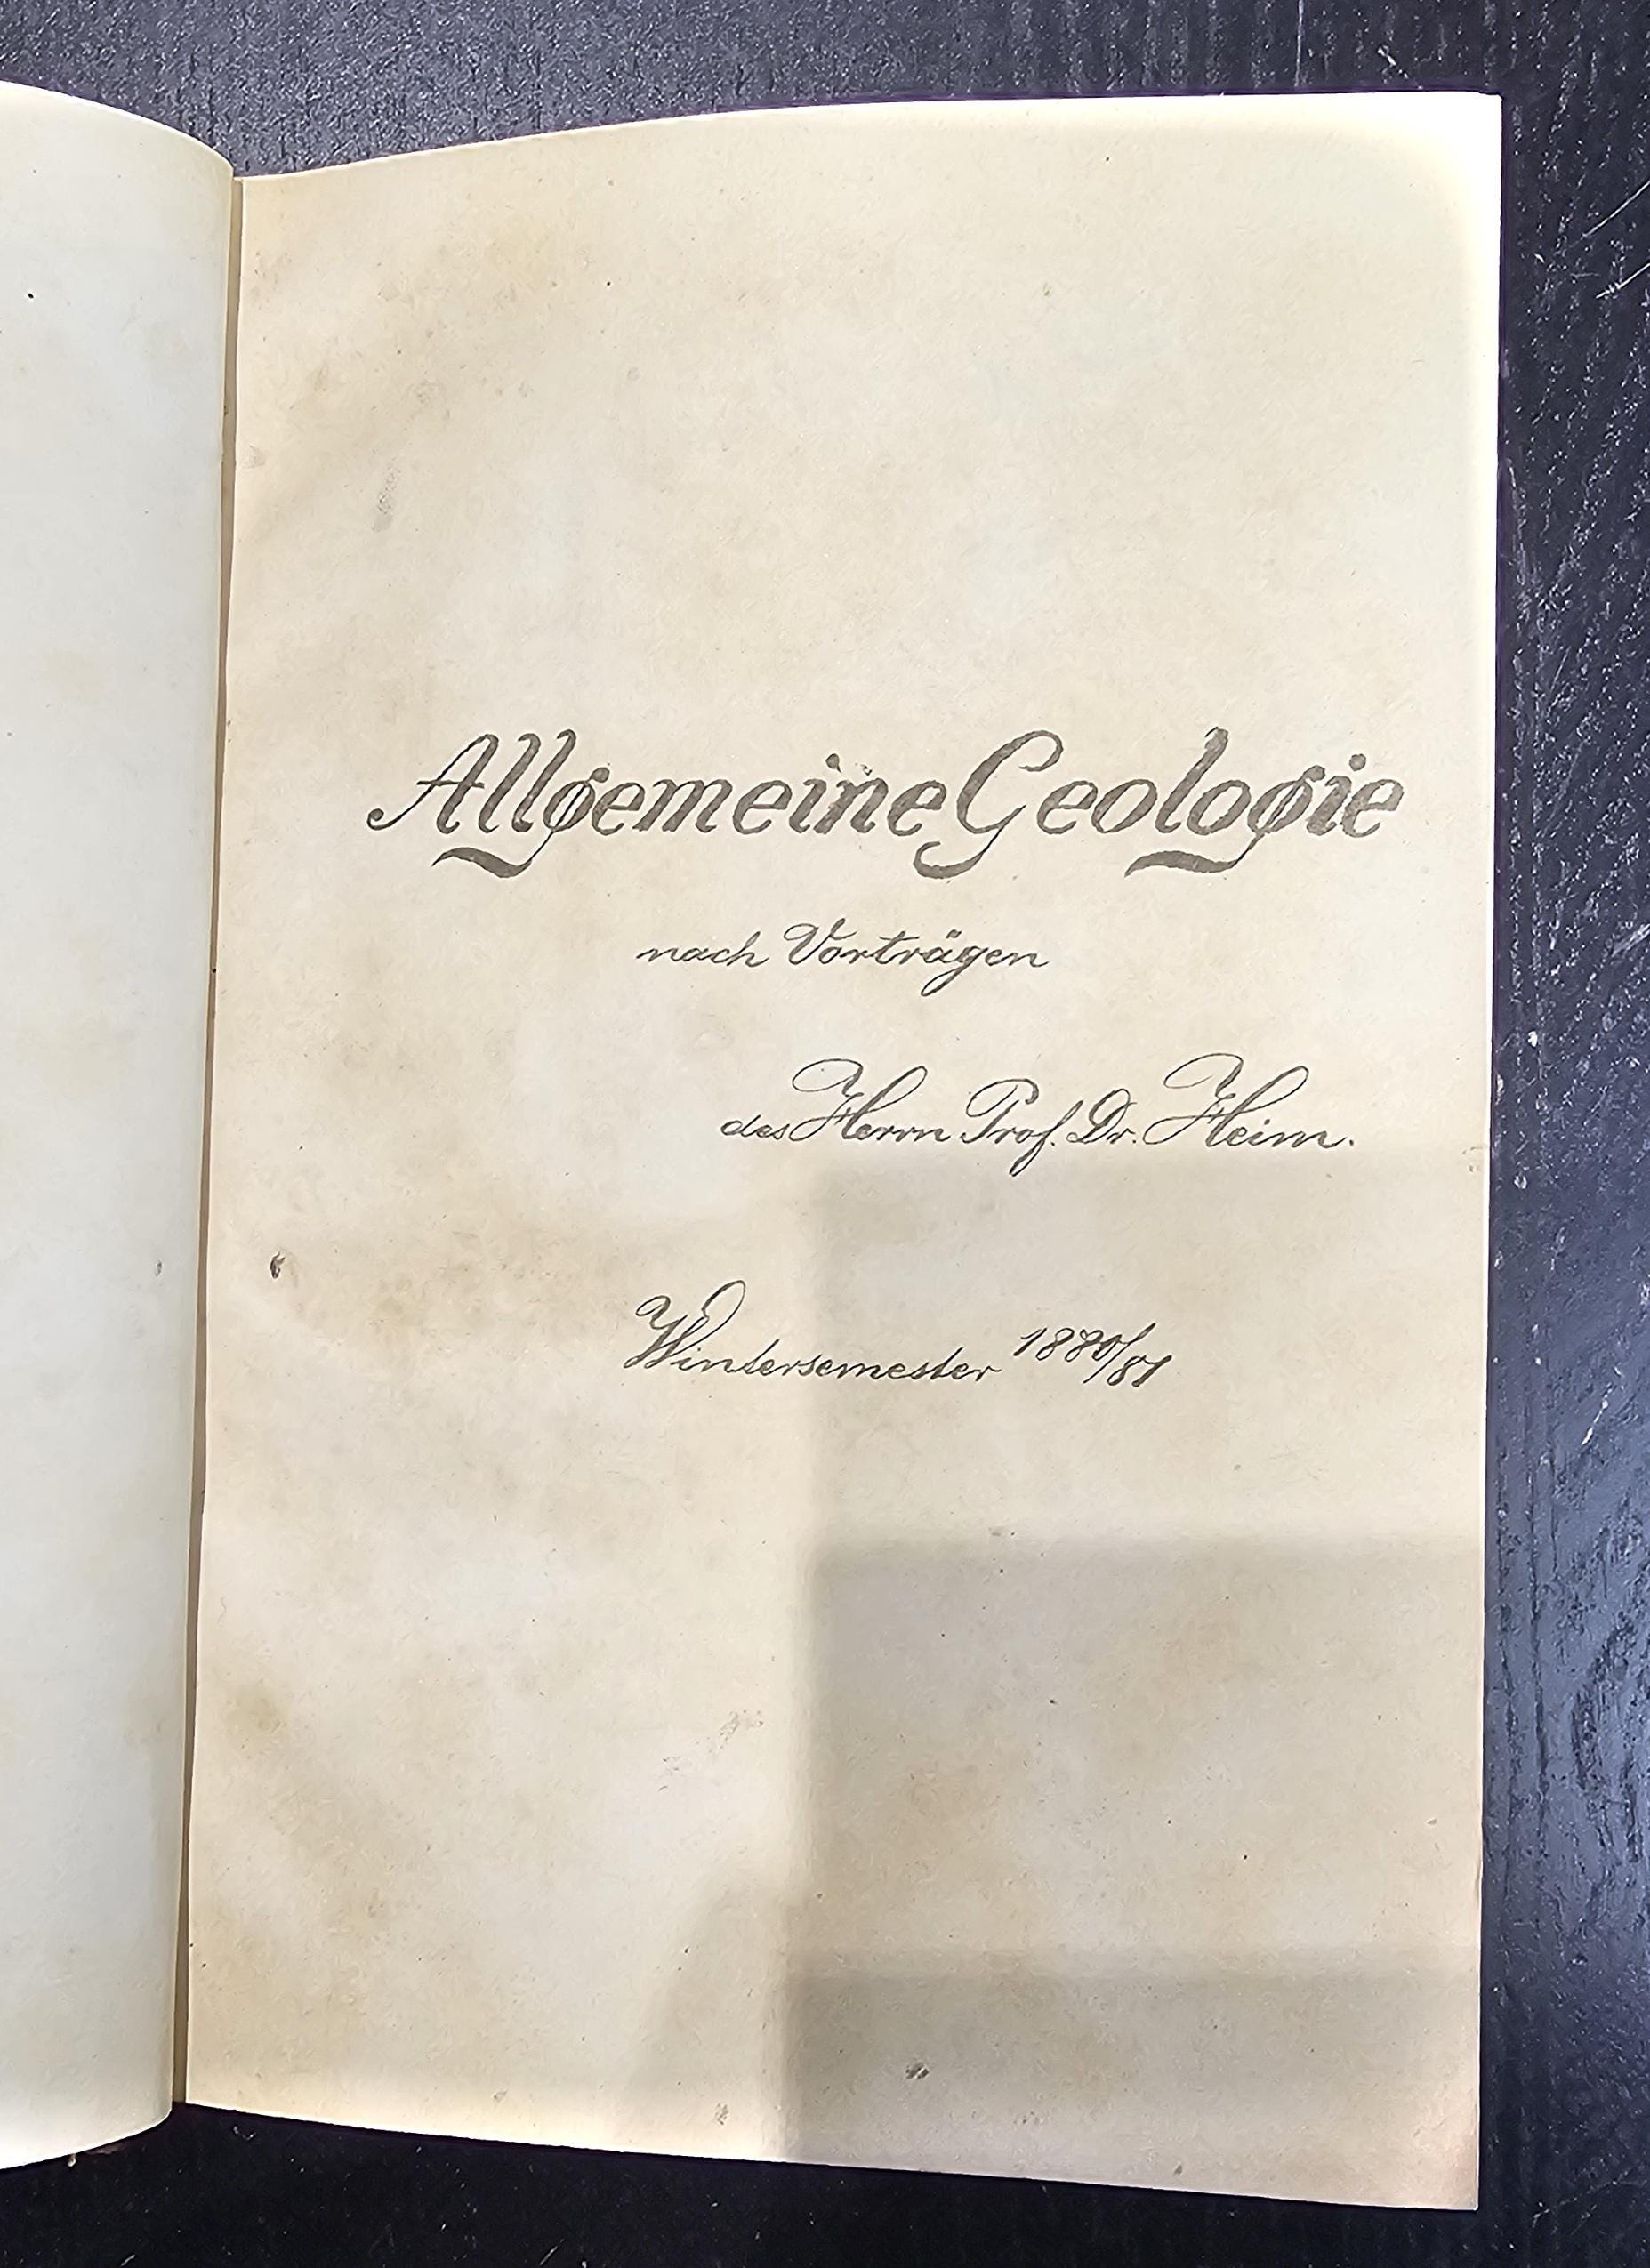 Allgemeine Geologie
nach Vorträgen
des Herrn Prof. Dr. Heim.
Wintersemester 1880/81